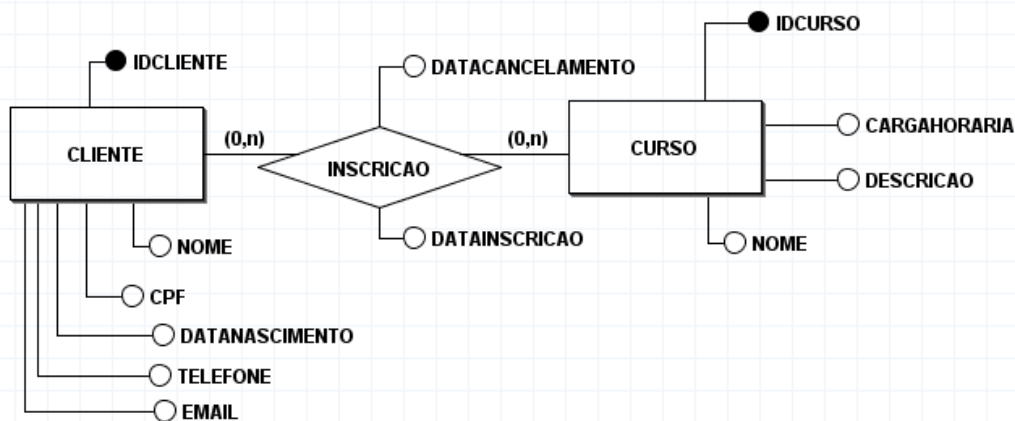 IDCURSO
IDCLIENTE
DATACANCELAMENTO
CARGAHORARIA
(0,n)
(0,n)
CLIENTE
CURSO
INSCRICAO
DESCRICAO
NOME
DATAINSCRICAO
NOME
CPF
DATANASCIMENTO
TELEFONE
EMAIL